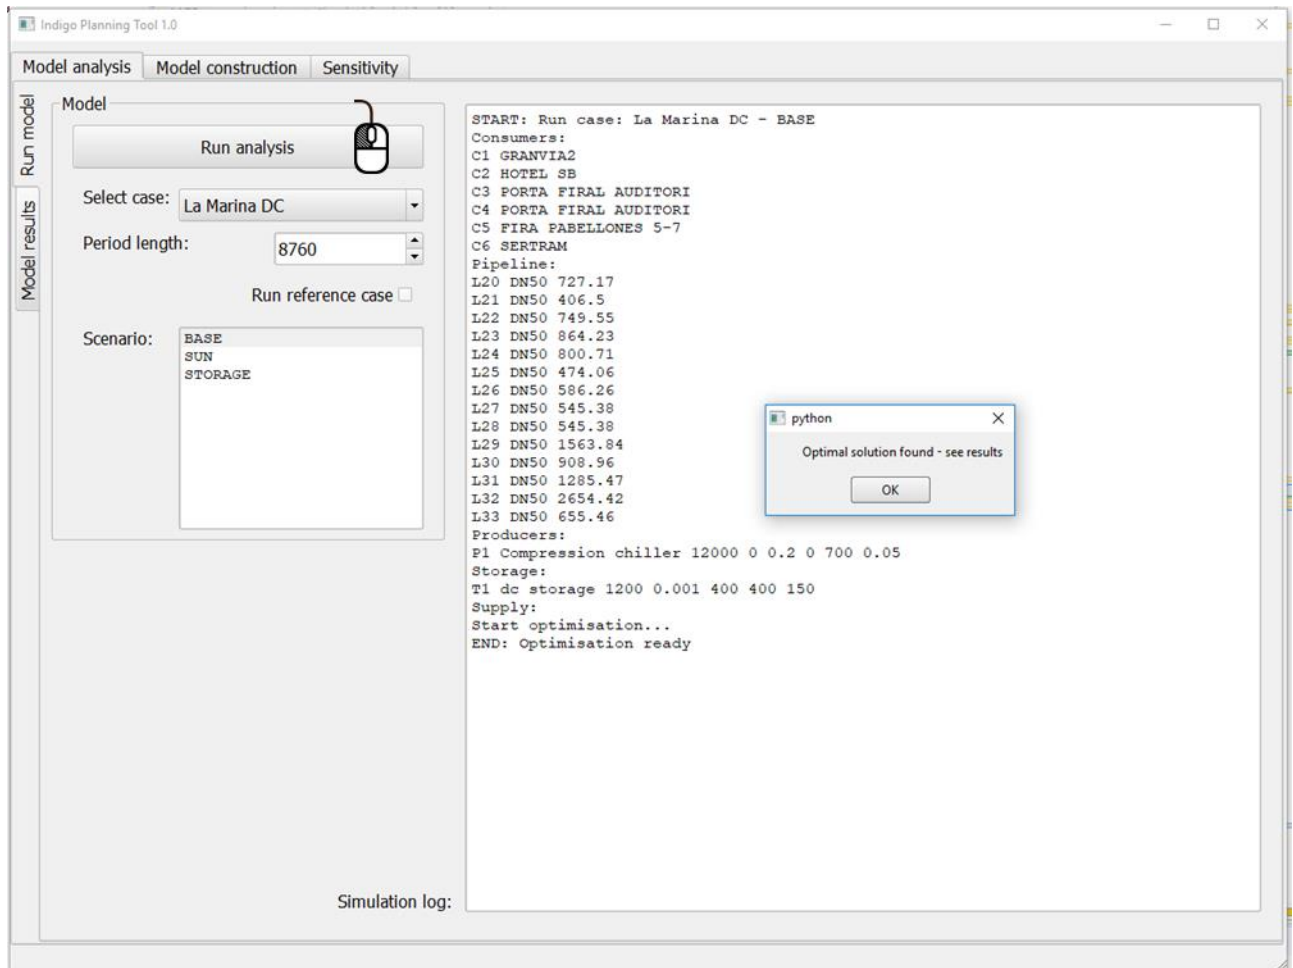 Indigo Planning Tool 1.0
Model analysis Model construction Sensitivity
Run model
Model results
Model
Run analysis
Select case: La Marina DC
Period length: 8760
Run reference case
Scenario:
BASE
SUN
STORAGE
START: Run case: La Marina DC - BASE
Consumers:
C1 GRANVIA2
C2 HOTEL SB
C3 PORTA FIRAL AUDITORI
C4 PORTA FIRAL AUDITORI
C5 FIRA PABELLONES 5-7
C6 SERTRAM
Pipeline:
L20 DN50 727.17
L21 DN50 406.5
L22 DN50 749.55
L23 DN50 864.23
L24 DN50 800.71
L25 DN50 474.06
L26 DN50 586.26
L27 DN50 545.38
L28 DN50 545.38
L29 DN50 1563.84
L30 DN50 908.96
L31 DN50 1285.47
L32 DN50 2654.42
L33 DN50 655.46
Producers:
P1 Compression chiller 12000 0 0.2 0 700 0.05
Storage:
T1 dc storage 1200 0.001 400 400 150
Supply:
Start optimisation...
END: Optimisation ready
python
Optimal solution found - see results
OK
Simulation log: